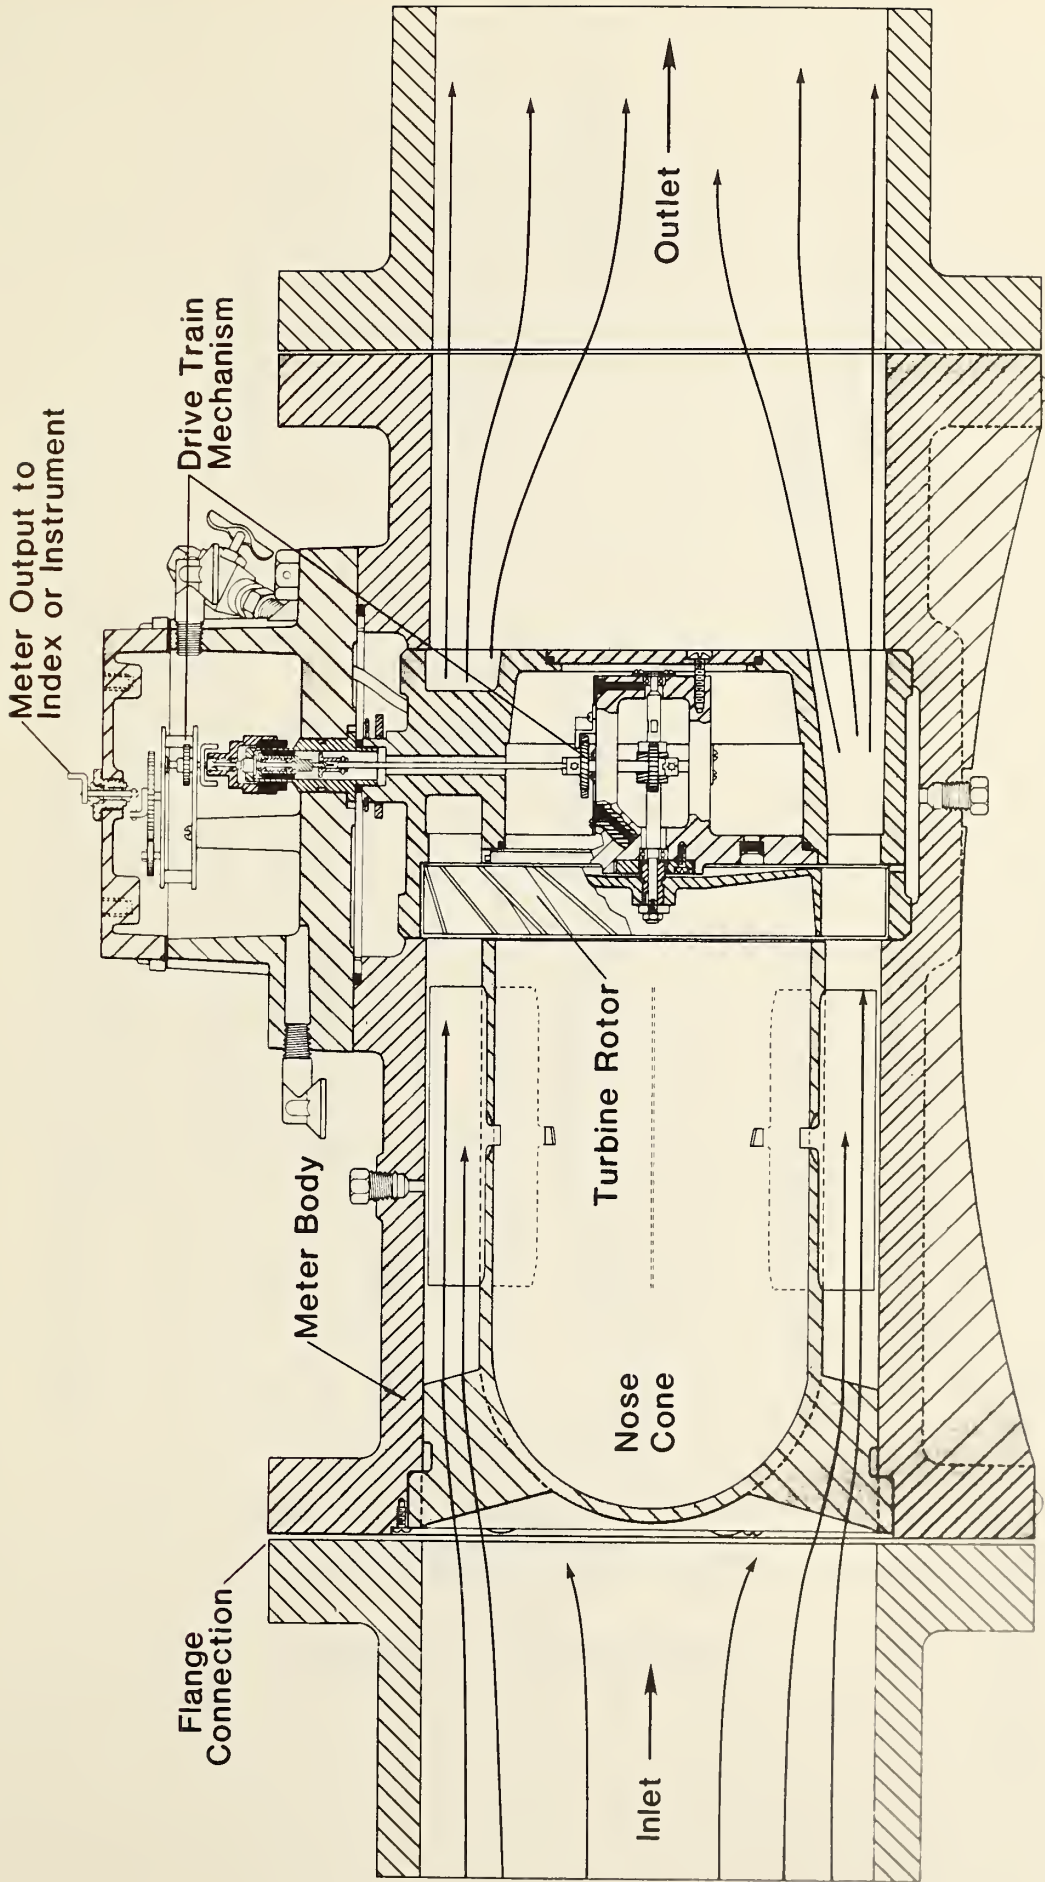 Meter Output to
Index or Instrument
Drive Train
Mechanism
Flange
Connection
Meter Body
Inlet
Nose
Cone
Turbine Rotor
Outlet